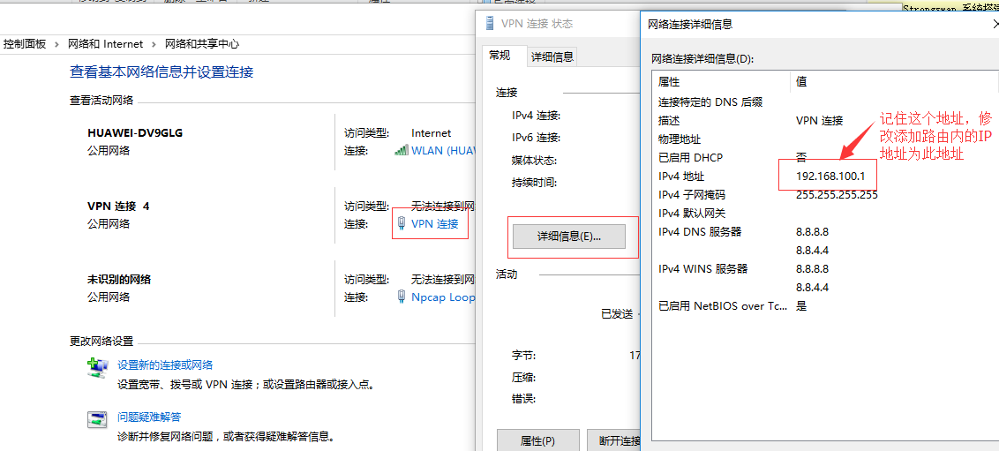 Strongswan 系统搭建
控制面板 › 网络和 Internet › 网络和共享中心
查看基本网络信息并设置连接
查看活动网络
HUAWEI-DV9GLG
公用网络
访问类型: Internet
连接: WLAN (HUAW
VPN 连接 4
公用网络
访问类型: 无法连接到网
连接: VPN 连接
未识别的网络
公用网络
访问类型: 无法连接到网
连接: Npcap Loop
更改网络设置
设置新的连接或网络
设置宽带、拨号或 VPN 连接；或设置路由器或接入点。
问题疑难解答
诊断并修复网络问题，或者获得疑难解答信息。
VPN 连接 状态
常规 详细信息
连接
IPv4 连接:
IPv6 连接:
媒体状态:
持续时间:
详细信息(E)...
活动
已发送
字节: 17
压缩:
错误:
属性(P) 断开连接
网络连接详细信息
网络连接详细信息(D):
属性 值
连接特定的 DNS 后缀
描述 VPN 连接
物理地址
已启用 DHCP 否
IPv4 地址 192.168.100.1
IPv4 子网掩码 255.255.255.255
IPv4 默认网关
IPv4 DNS 服务器 8.8.8.8
8.8.4.4
IPv4 WINS 服务器 8.8.8.8
8.8.4.4
已启用 NetBIOS over Tc... 是
记住这个地址，修
改添加路由内的IP
地址为此地址